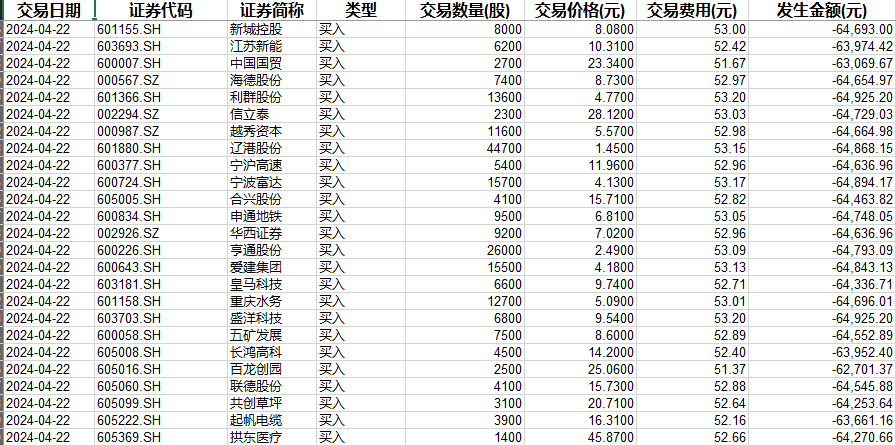 交易日期 证券代码 证券简称 类型 交易数量(股) 交易价格(元) 交易费用(元) 发生金额(元)
2024-04-22 601155.SH 新城控股 买入 8000 8.0800 53.00 -64,693.00
2024-04-22 603693.SH 江苏新能 买入 6200 10.3100 52.42 -63,974.42
2024-04-22 600007.SH 中国国贸 买入 2700 23.3400 51.67 -63,069.67
2024-04-22 000567.SZ 海德股份 买入 7400 8.7300 52.97 -64,654.97
2024-04-22 601366.SH 利群股份 买入 13600 4.7700 53.20 -64,925.20
2024-04-22 002294.SZ 信立泰 买入 2300 28.1200 53.03 -64,729.03
2024-04-22 000987.SZ 越秀资本 买入 11600 5.5700 52.98 -64,664.98
2024-04-22 601880.SH 辽港股份 买入 44700 1.4500 53.15 -64,868.15
2024-04-22 600377.SH 宁沪高速 买入 5400 11.9600 52.96 -64,636.96
2024-04-22 600724.SH 宁波富达 买入 15700 4.1300 53.17 -64,894.17
2024-04-22 605005.SH 合兴股份 买入 4100 15.7100 52.82 -64,463.82
2024-04-22 600834.SH 申通地铁 买入 9500 6.8100 53.05 -64,748.05
2024-04-22 002926.SZ 华西证券 买入 9200 7.0200 52.96 -64,636.96
2024-04-22 600226.SH 亨通股份 买入 26000 2.4900 53.09 -64,793.09
2024-04-22 600643.SH 爱建集团 买入 15500 4.1800 53.13 -64,843.13
2024-04-22 603181.SH 皇马科技 买入 6600 9.7400 52.71 -64,336.71
2024-04-22 601158.SH 重庆水务 买入 12700 5.0900 53.01 -64,696.01
2024-04-22 603703.SH 盛洋科技 买入 6800 9.5400 53.20 -64,925.20
2024-04-22 600058.SH 五矿发展 买入 7500 8.6000 52.89 -64,552.89
2024-04-22 605008.SH 长鸿高科 买入 4500 14.2000 52.40 -63,952.40
2024-04-22 605016.SH 百龙创园 买入 2500 25.0600 51.37 -62,701.37
2024-04-22 605060.SH 联德股份 买入 4100 15.7300 52.88 -64,545.88
2024-04-22 605099.SH 共创草坪 买入 3100 20.7100 52.64 -64,253.64
2024-04-22 605222.SH 起帆电缆 买入 3900 16.3100 52.16 -63,661.16
2024-04-22 605369.SH 拱东医疗 买入 1400 45.8700 52.66 -64,270.66